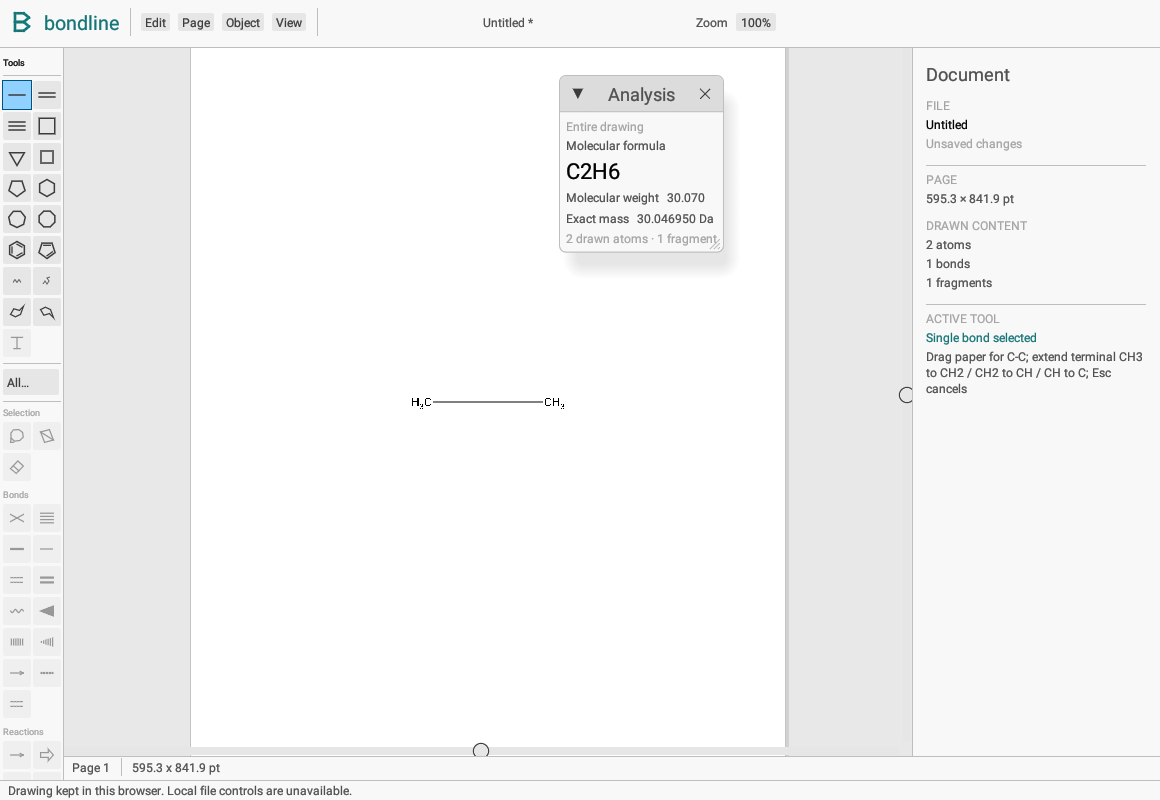 bondline
Edit Page Object View
Untitled *
Zoom 100%
Tools
All...
Selection
Bonds
Reactions
Analysis
Entire drawing
Molecular formula
C2H6
Molecular weight 30.070
Exact mass 30.046950 Da
2 drawn atoms · 1 fragment
H₃C CH₃
Document
FILE
Untitled
Unsaved changes
PAGE
595.3 × 841.9 pt
DRAWN CONTENT
2 atoms
1 bonds
1 fragments
ACTIVE TOOL
Single bond selected
Drag paper for C-C; extend terminal CH3
to CH2 / CH2 to CH / CH to C; Esc
cancels
Page 1 595.3 x 841.9 pt
Drawing kept in this browser. Local file controls are unavailable.